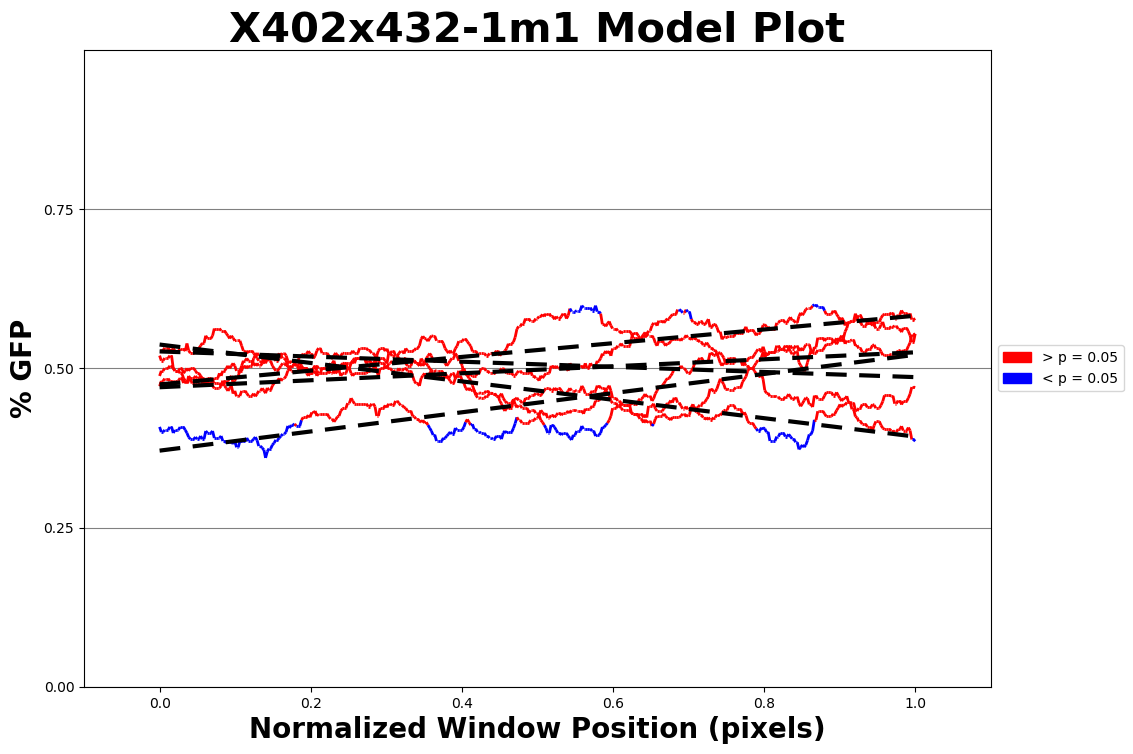 X402x432-1m1 Model Plot
% GFP
0.75
0.50
0.25
0.00
0.0 0.2 0.4 0.6 0.8 1.0
Normalized Window Position (pixels)
> p = 0.05
< p = 0.05